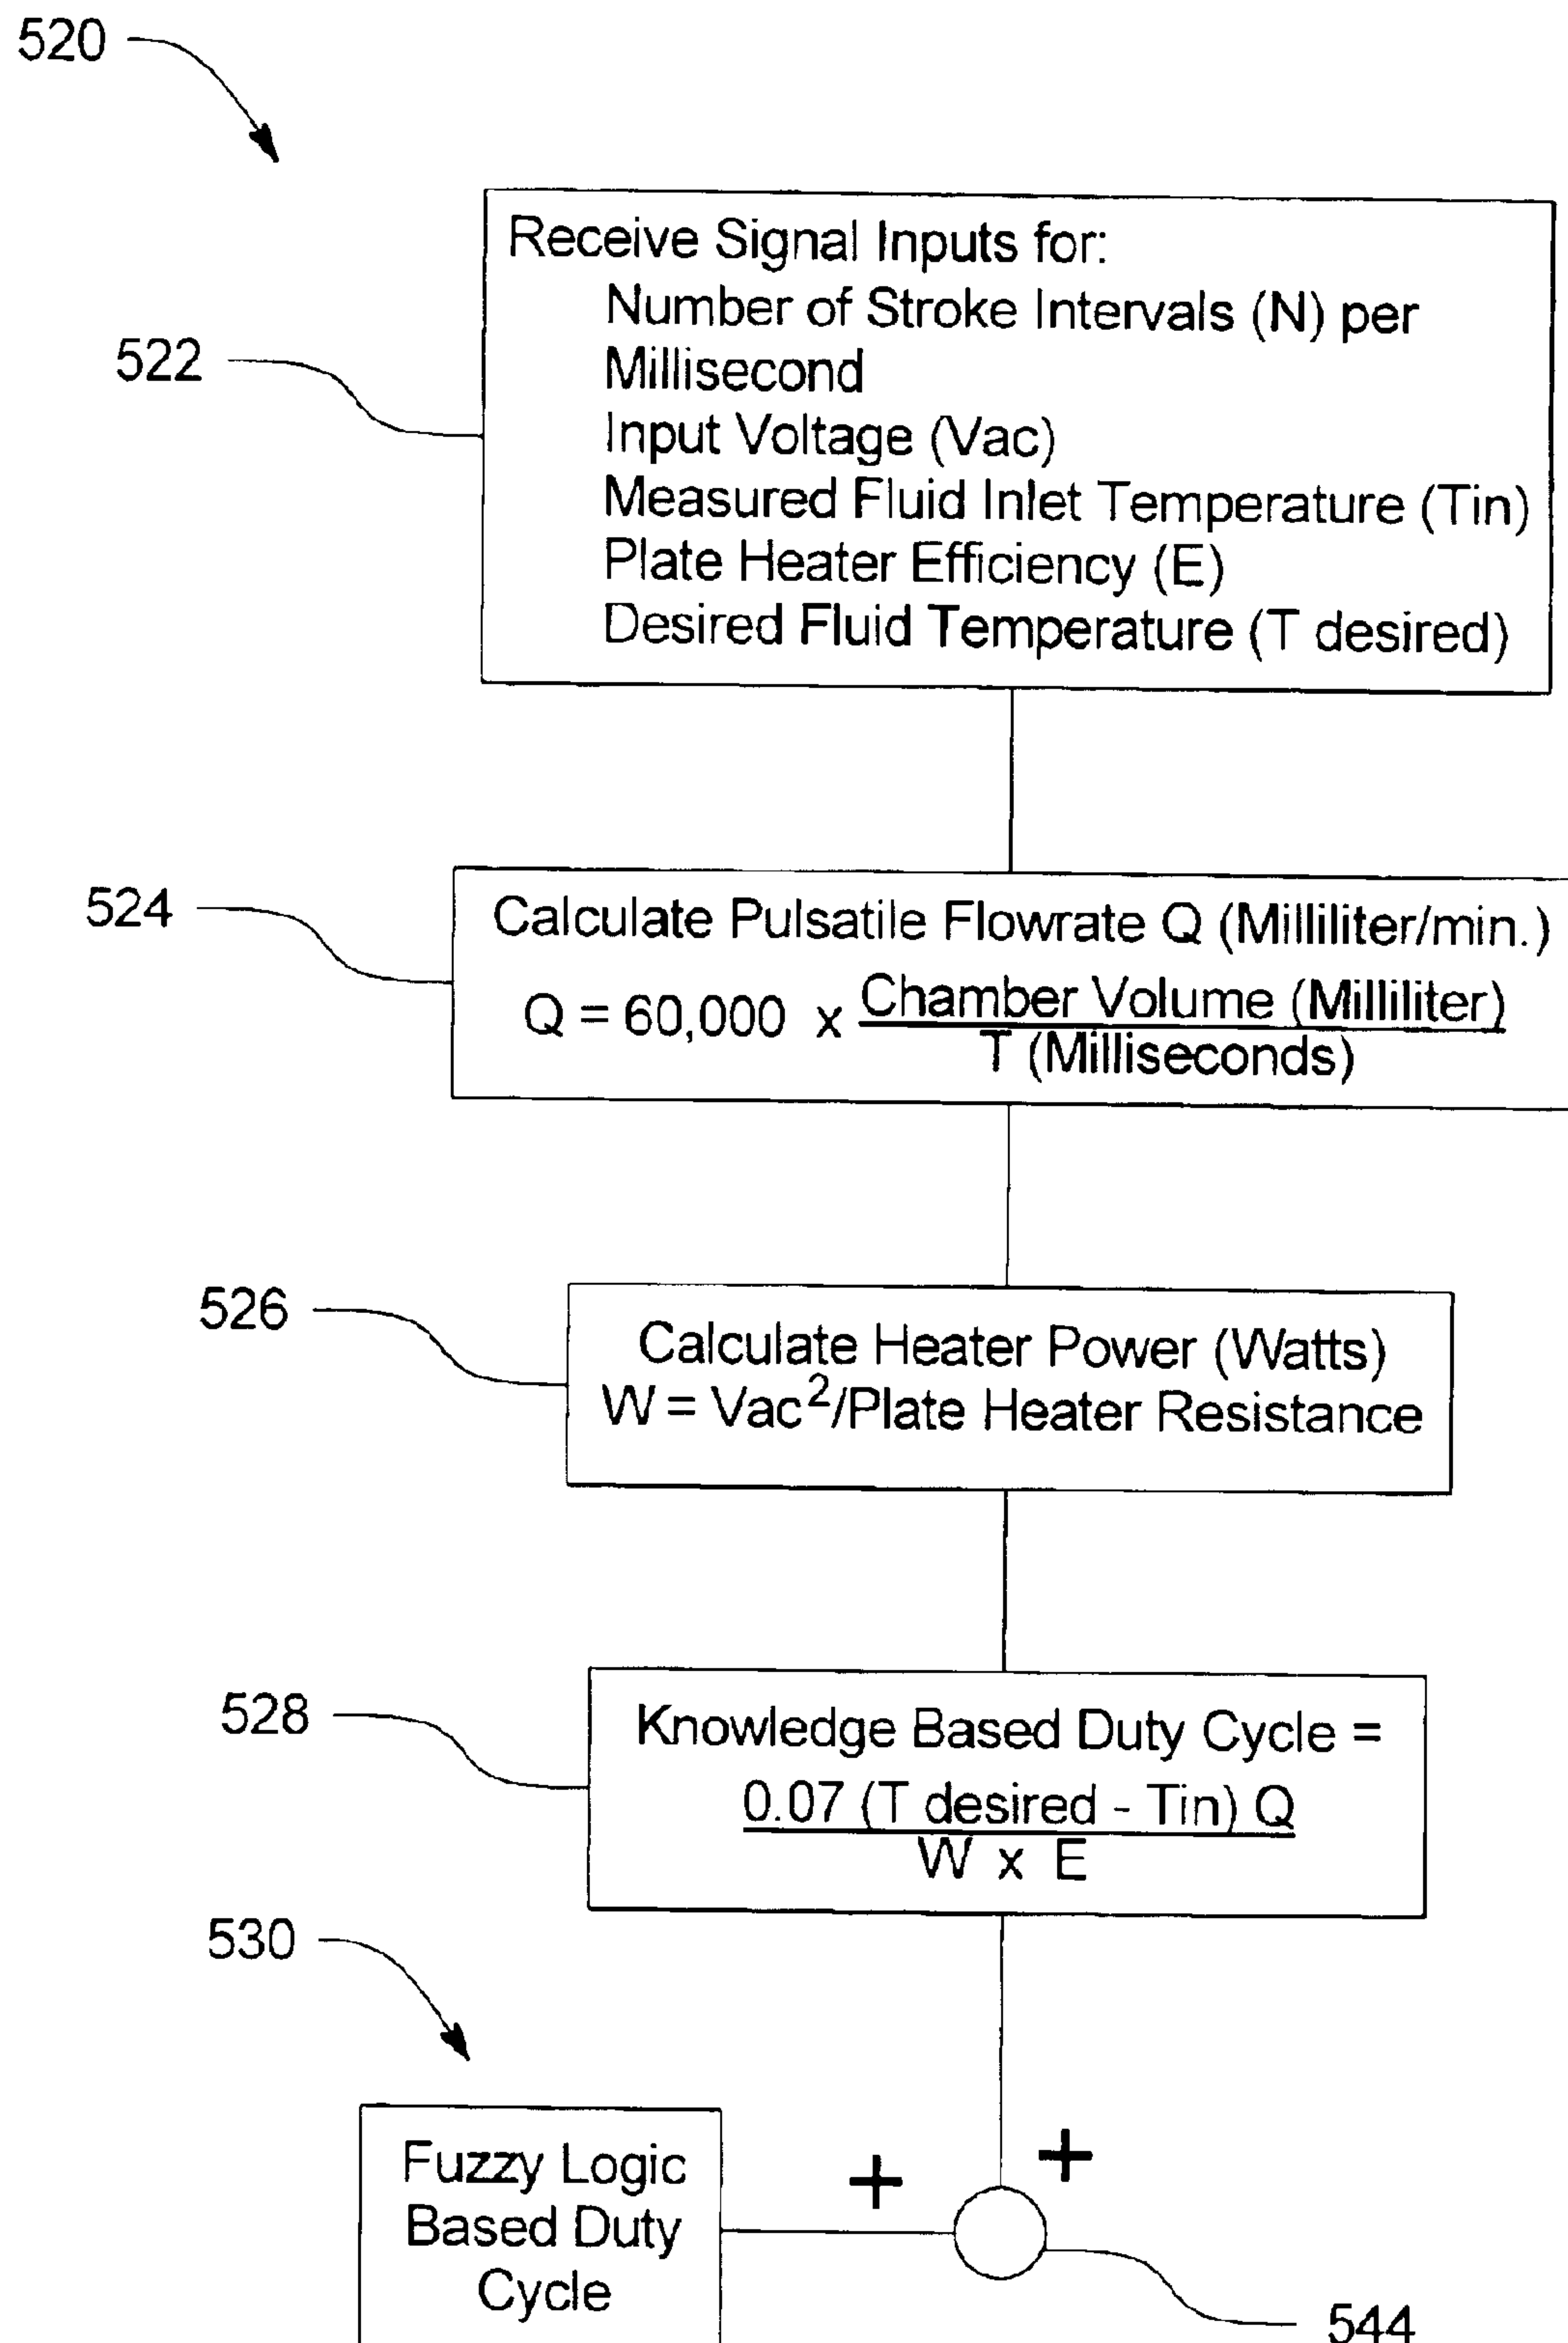 520
Receive Signal Inputs for:
Number of Stroke Intervals (N) per
Millisecond
522
Input Voltage (Vac)
Measured Fluid Inlet Temperature (Tin)
Plate Heater Efficiency (E)
Desired Fluid Temperature (T desired)
524
Calculate Pulsatile Flowrate Q (Milliliter/min.)
Q = 60,000 x Chamber Volume (Milliliter)
T (Milliseconds)
526
Calculate Heater Power (Watts)
W = Vac²/Plate Heater Resistance
528
Knowledge Based Duty Cycle =
0.07 (T desired - Tin) Q
W x E
530
+ +
Fuzzy Logic
Based Duty
Cycle
544